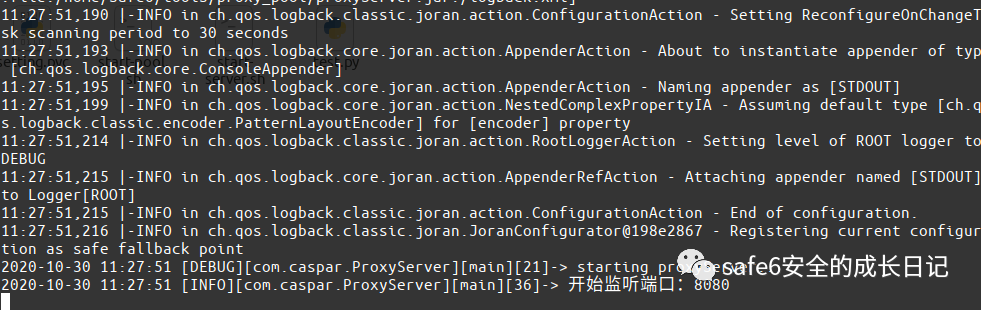 11:27:51,190 |-INFO in ch.qos.logback.classic.joran.action.ConfigurationAction - Setting ReconfigureOnChangeT
sk scanning period to 30 seconds
11:27:51,193 |-INFO in ch.qos.logback.core.joran.action.AppenderAction - About to instantiate appender of typ
[ch.qos.logback.core.ConsoleAppender]
11:27:51,195 |-INFO in ch.qos.logback.core.joran.action.AppenderAction - Naming appender as [STDOUT]
11:27:51,199 |-INFO in ch.qos.logback.core.joran.action.NestedComplexPropertyIA - Assuming default type [ch.q
s.logback.classic.encoder.PatternLayoutEncoder] for [encoder] property
11:27:51,214 |-INFO in ch.qos.logback.classic.joran.action.RootLoggerAction - Setting level of ROOT logger to
DEBUG
11:27:51,215 |-INFO in ch.qos.logback.core.joran.action.AppenderRefAction - Attaching appender named [STDOUT]
to Logger[ROOT]
11:27:51,215 |-INFO in ch.qos.logback.classic.joran.action.ConfigurationAction - End of configuration.
11:27:51,216 |-INFO in ch.qos.logback.classic.joran.JoranConfigurator@198e2867 - Registering current configur
tion as safe fallback point
2020-10-30 11:27:51 [DEBUG][com.caspar.ProxyServer][main][21]-> starting
2020-10-30 11:27:51 [INFO][com.caspar.ProxyServer][main][36]-> 开始监听端口: 8080
safe6安全的成长日记
test.py
server.sh